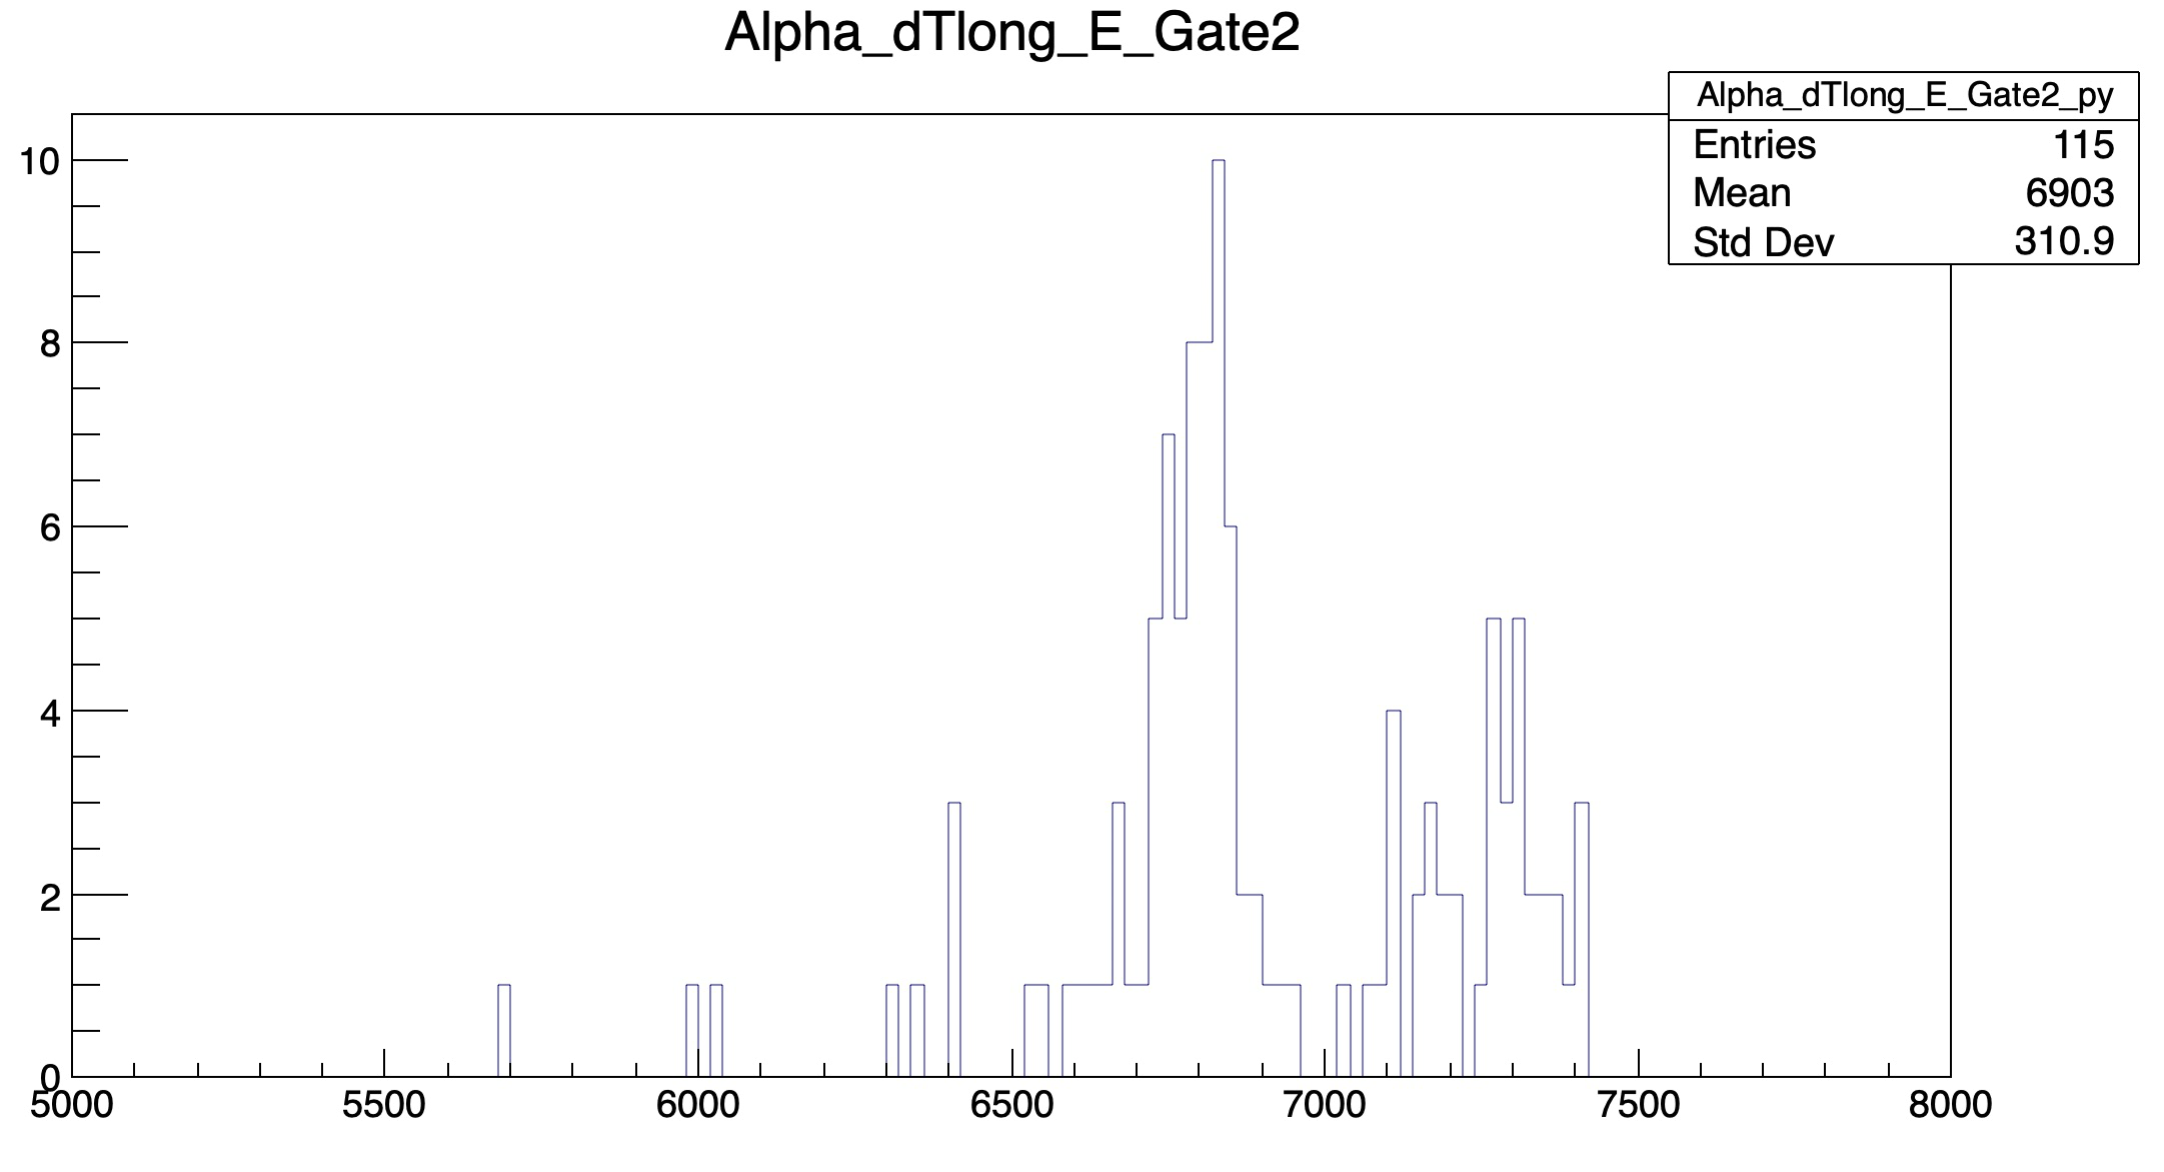 Alpha_dTlong_E_Gate2
Alpha_dTlong_E_Gate2_py
Entries 115
Mean 6903
Std Dev 310.9
10
8
6
4
2
0
5000 5500 6000 6500 7000 7500 8000